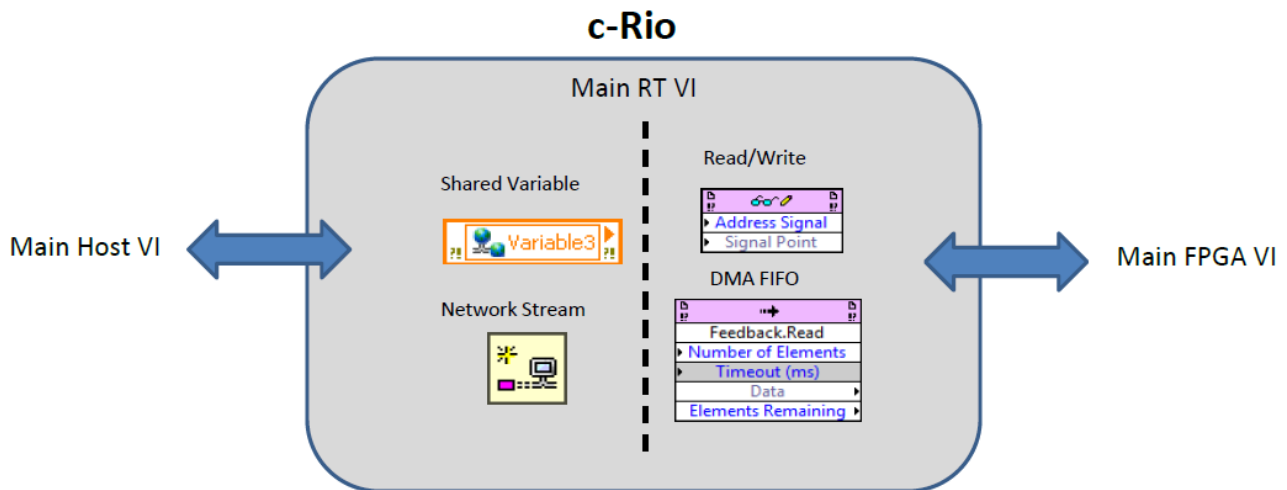 c-Rio
Main RT VI
Read/Write
Shared Variable
Address Signal
Signal Point
?! Variable3 ?!
Main Host VI
Main FPGA VI
DMA FIFO
Network Stream
Feedback.Read
Number of Elements
Timeout (ms)
Data
Elements Remaining